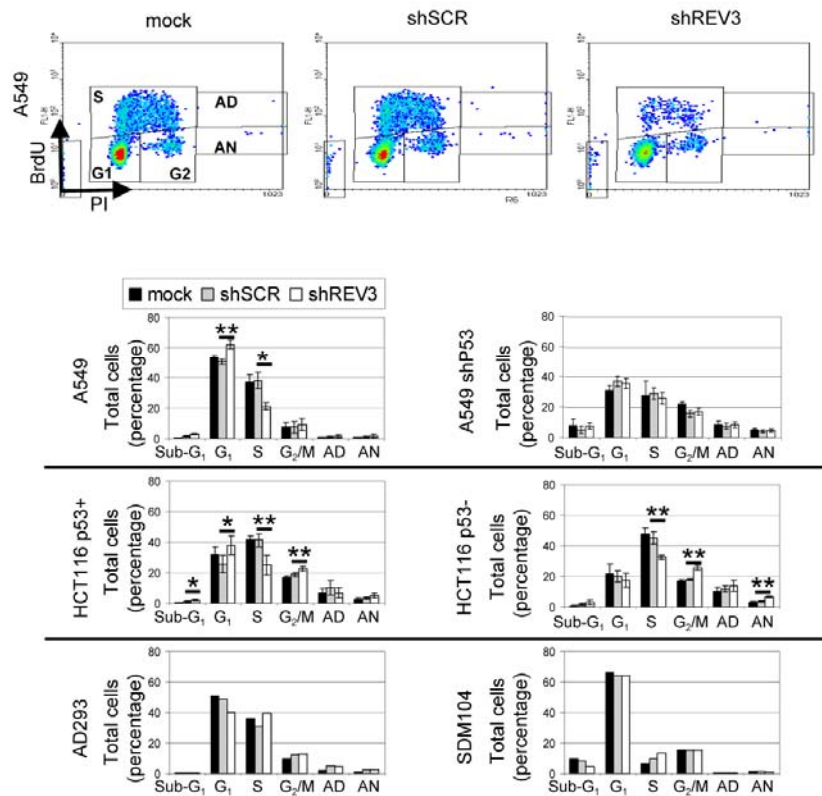 mock shSCR shREV3
A549
BrdU
PI
S
AD
AN
G1
G2
0 1023
0 R6 1023
0 1023
mock shSCR shREV3
A549
Total cells
(percentage)
80
60
40
20
0
** *
Sub-G₁ G₁ S G₂/M AD AN
A549 shP53
Total cells
(percentage)
80
60
40
20
0
Sub-G₁ G₁ S G₂/M AD AN
HCT116 p53+
Total cells
(percentage)
80
60
40
20
0
* * ** **
Sub-G₁ G₁ S G₂/M AD AN
HCT116 p53-
Total cells
(percentage)
80
60
40
20
0
** ** **
Sub-G₁ G₁ S G₂/M AD AN
AD293
Total cells
(percentage)
80
60
40
20
0
Sub-G₁ G₁ S G₂/M AD AN
SDM104
Total cells
(percentage)
80
60
40
20
0
Sub-G₁ G₁ S G₂/M AD AN